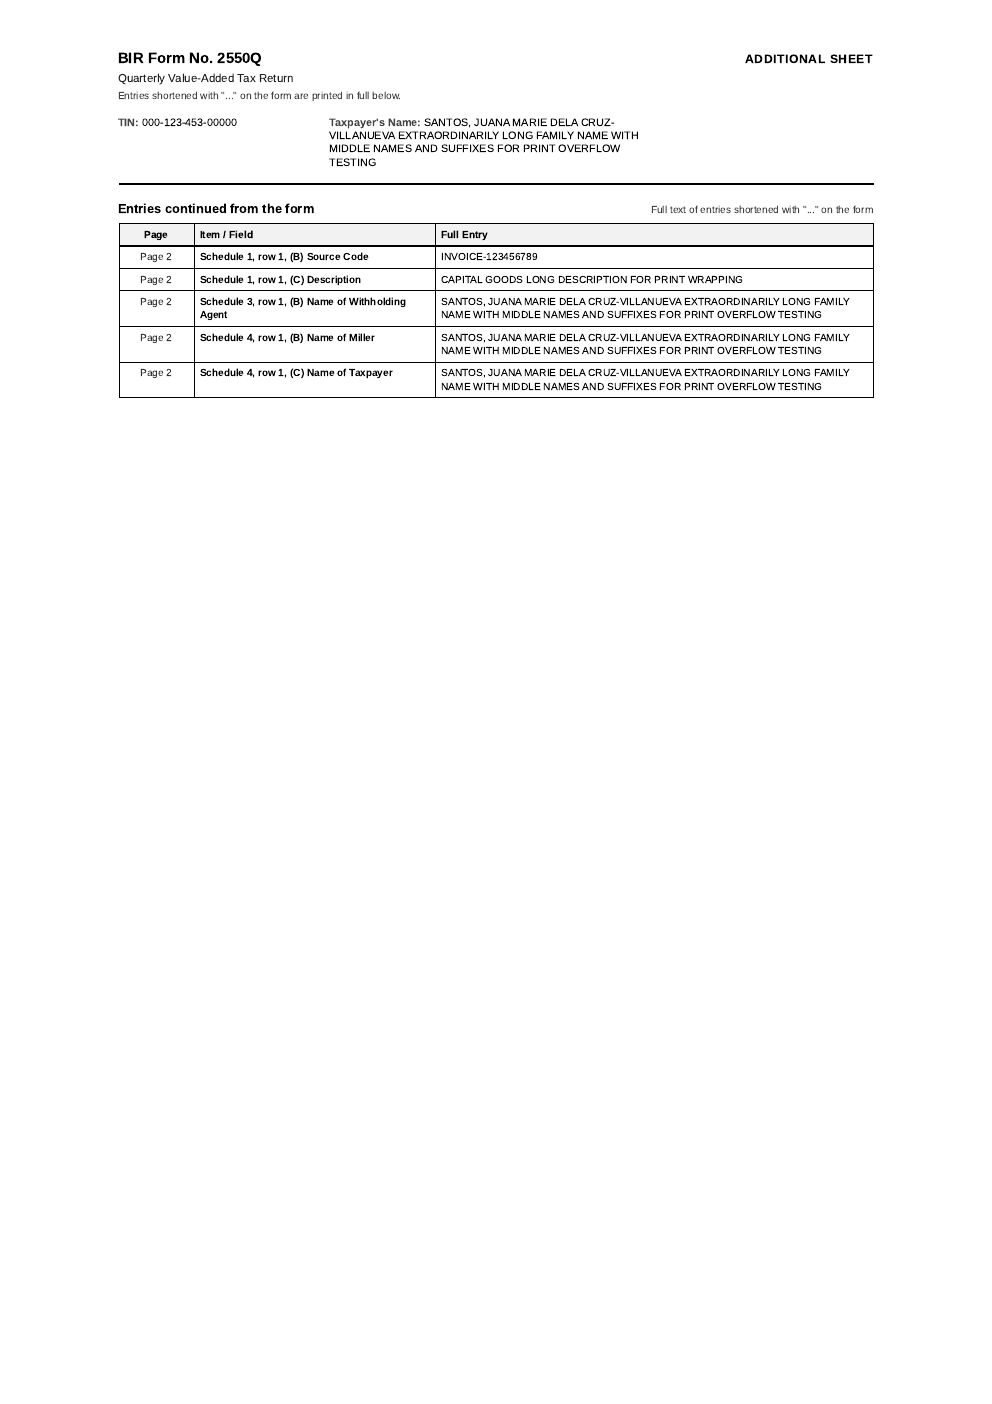 BIR Form No. 2550Q
ADDITIONAL SHEET
Quarterly Value-Added Tax Return
Entries shortened with "..." on the form are printed in full below.
TIN: 000-123-453-00000
Taxpayer's Name: SANTOS, JUANA MARIE DELA CRUZ-
VILLANUEVA EXTRAORDINARILY LONG FAMILY NAME WITH
MIDDLE NAMES AND SUFFIXES FOR PRINT OVERFLOW
TESTING
Entries continued from the form
Full text of entries shortened with "..." on the form
Page Item / Field Full Entry
Page 2 Schedule 1, row 1, (B) Source Code INVOICE-123456789
Page 2 Schedule 1, row 1, (C) Description CAPITAL GOODS LONG DESCRIPTION FOR PRINT WRAPPING
Page 2 Schedule 3, row 1, (B) Name of Withholding SANTOS, JUANA MARIE DELA CRUZ-VILLANUEVA EXTRAORDINARILY LONG FAMILY
Agent NAME WITH MIDDLE NAMES AND SUFFIXES FOR PRINT OVERFLOW TESTING
Page 2 Schedule 4, row 1, (B) Name of Miller SANTOS, JUANA MARIE DELA CRUZ-VILLANUEVA EXTRAORDINARILY LONG FAMILY
NAME WITH MIDDLE NAMES AND SUFFIXES FOR PRINT OVERFLOW TESTING
Page 2 Schedule 4, row 1, (C) Name of Taxpayer SANTOS, JUANA MARIE DELA CRUZ-VILLANUEVA EXTRAORDINARILY LONG FAMILY
NAME WITH MIDDLE NAMES AND SUFFIXES FOR PRINT OVERFLOW TESTING